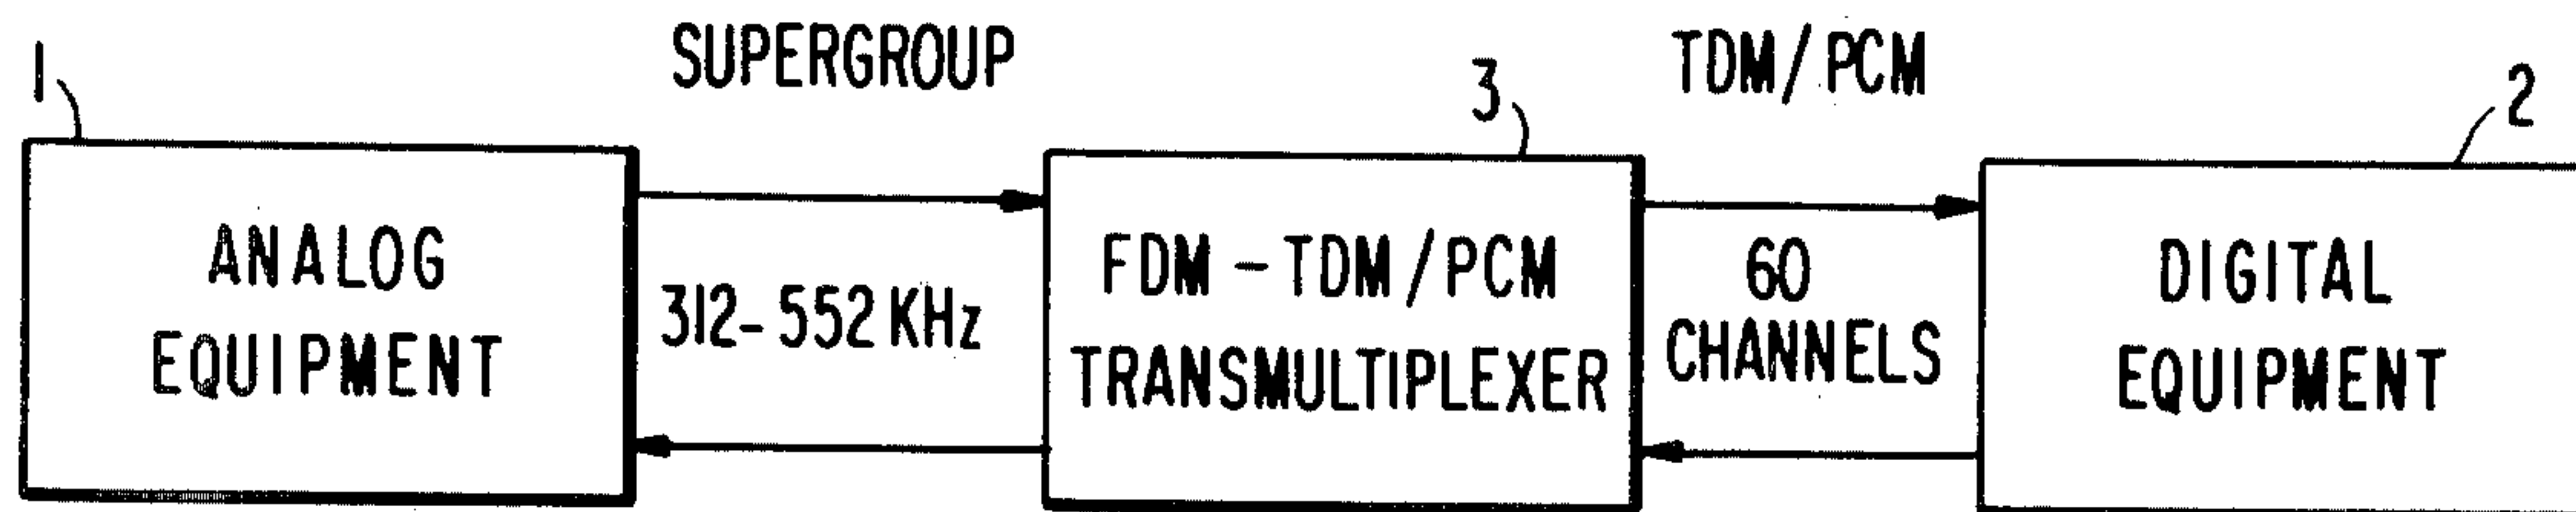 SUPERGROUP
TDM/PCM
1
3
2
ANALOG
EQUIPMENT
312-552 KHz
FDM-TDM/PCM
TRANSMULTIPLEXER
60
CHANNELS
DIGITAL
EQUIPMENT